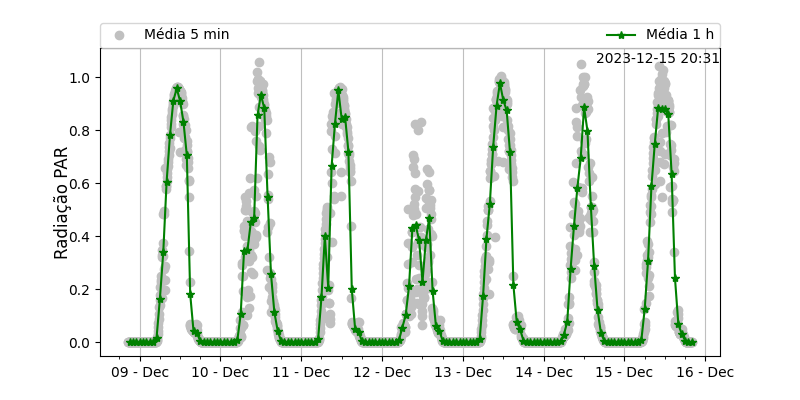 Média 5 min
Média 1 h
2023-12-15 20:31
Radiação PAR
1.0
0.8
0.6
0.4
0.2
0.0
09 - Dec
10 - Dec
11 - Dec
12 - Dec
13 - Dec
14 - Dec
15 - Dec
16 - Dec